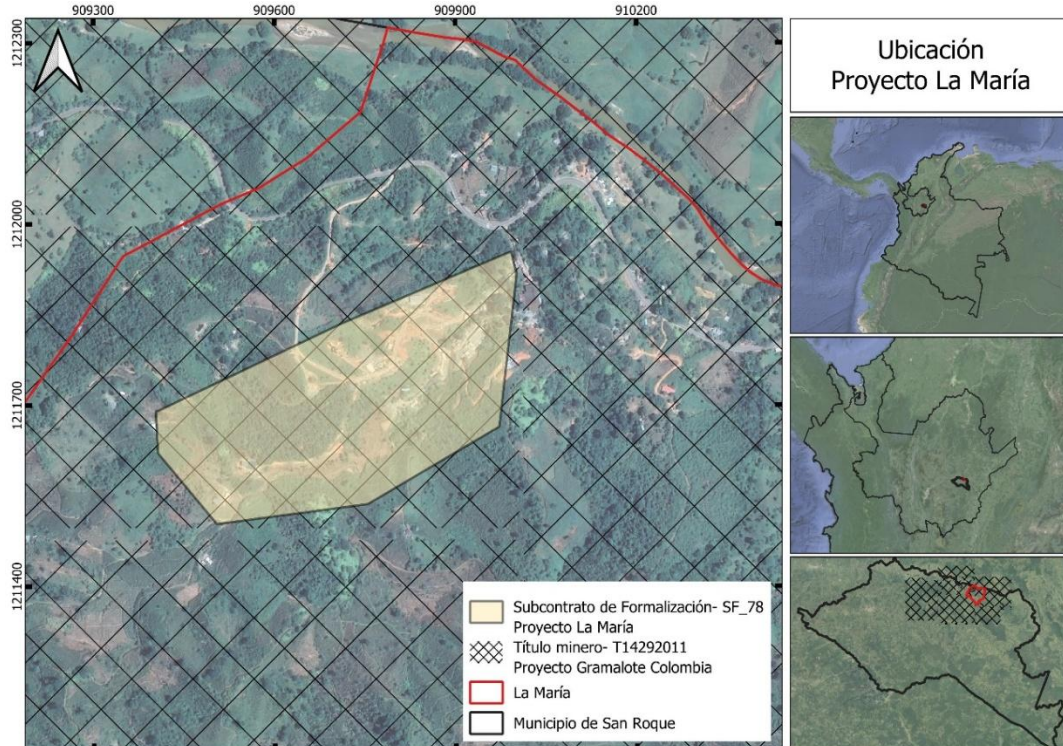 909300
909600
909900
910200
1212300
1212000
1211700
1211400
Ubicación
Proyecto La María
Subcontrato de Formalización- SF_78
Proyecto La María
Título minero- T14292011
Proyecto Gramalote Colombia
La María
Municipio de San Roque